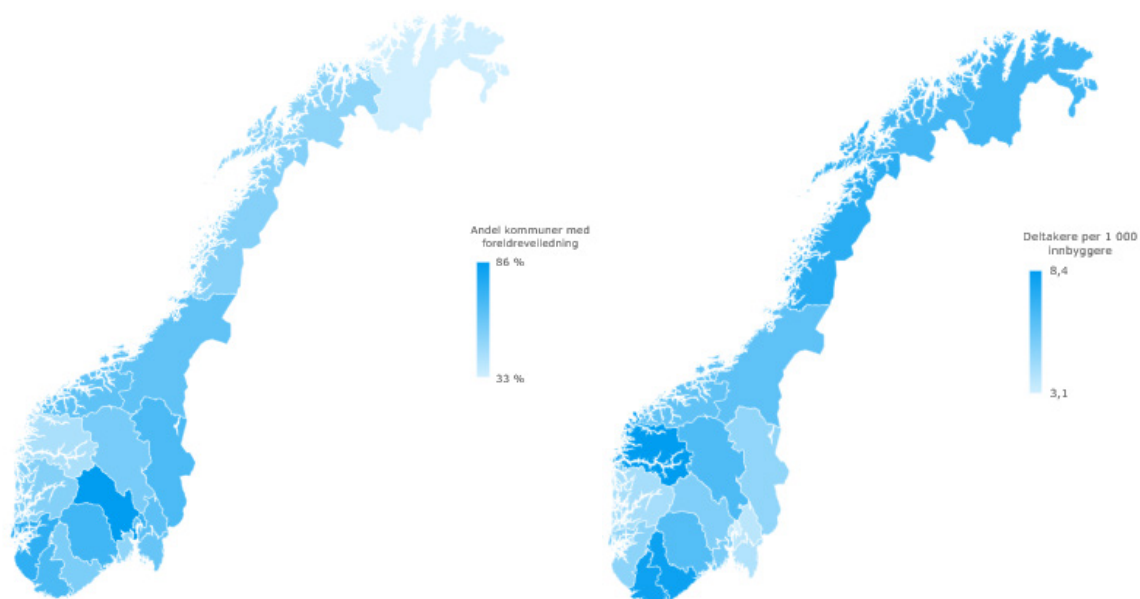 Andel kommuner med
foreldreveiledning
86 %
33 %
Deltakere per 1 000
innbyggere
8,4
3,1